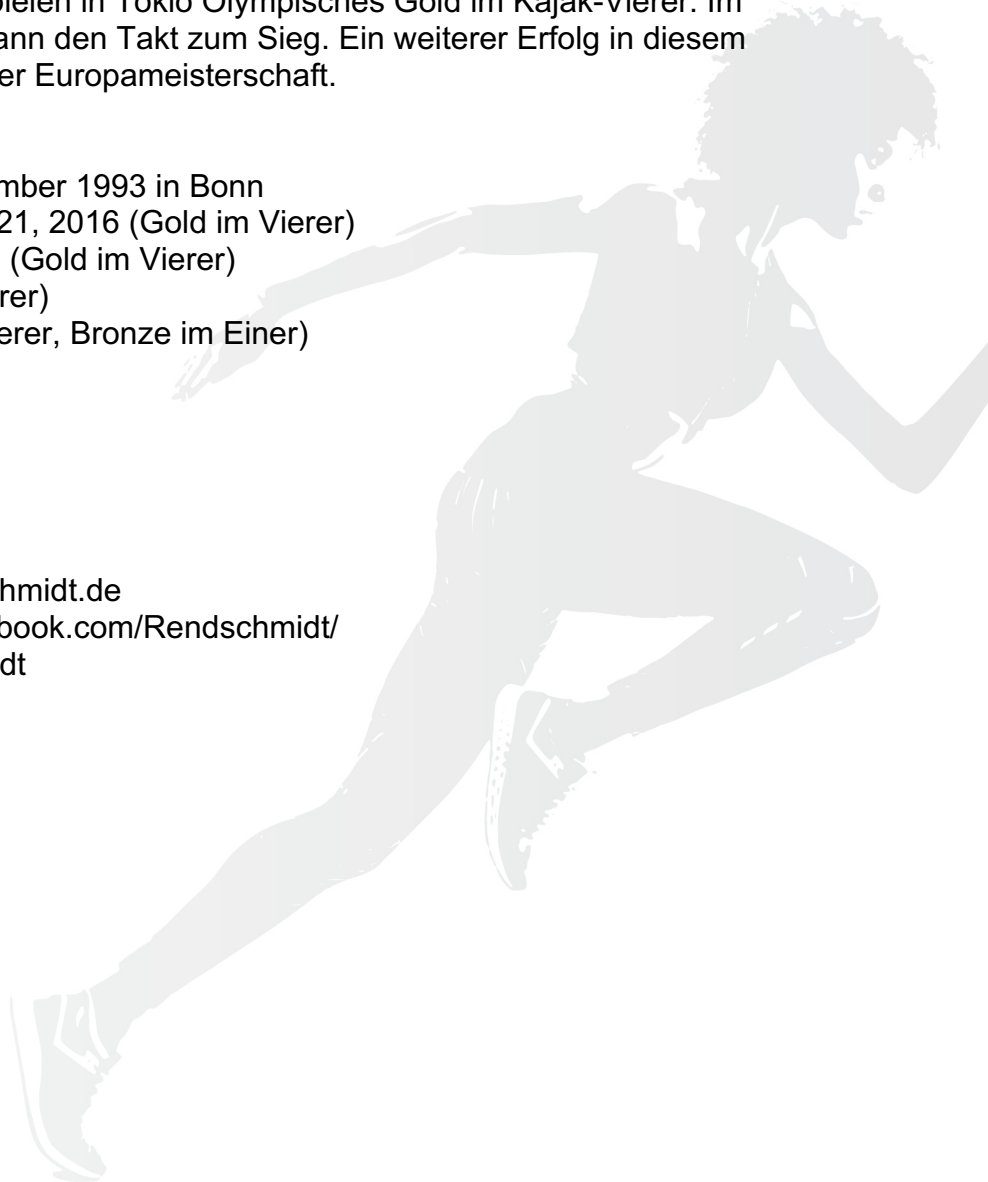 pielen in Tokio Olympisches Gold im Kajak-Vierer. Im
ann den Takt zum Sieg. Ein weiterer Erfolg in diesem
er Europameisterschaft.
mber 1993 in Bonn
21, 2016 (Gold im Vierer)
(Gold im Vierer)
rer)
erer, Bronze im Einer)
hmidt.de
book.com/Rendschmidt/
dt